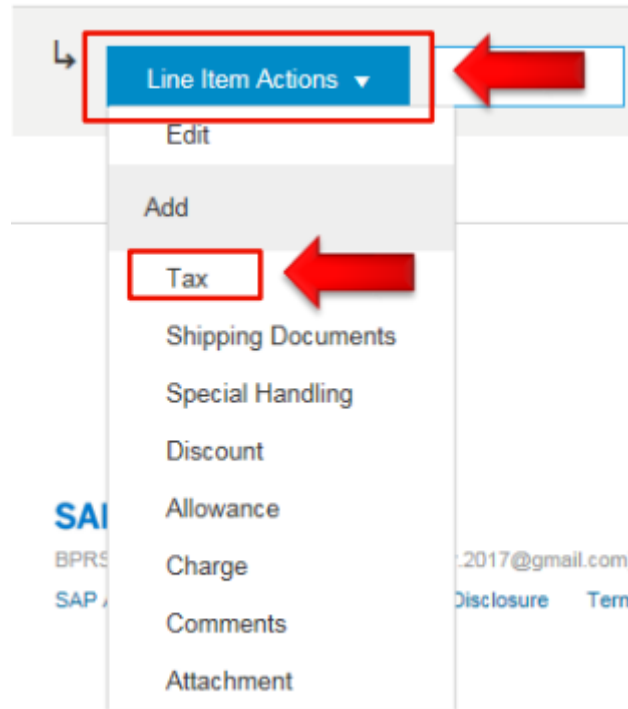 Line Item Actions ▼
Edit
Add
Tax
Shipping Documents
Special Handling
Discount
Allowance
Charge
Comments
Attachment
SAP
BPRS .2017@gmail.com
SAP Disclosure